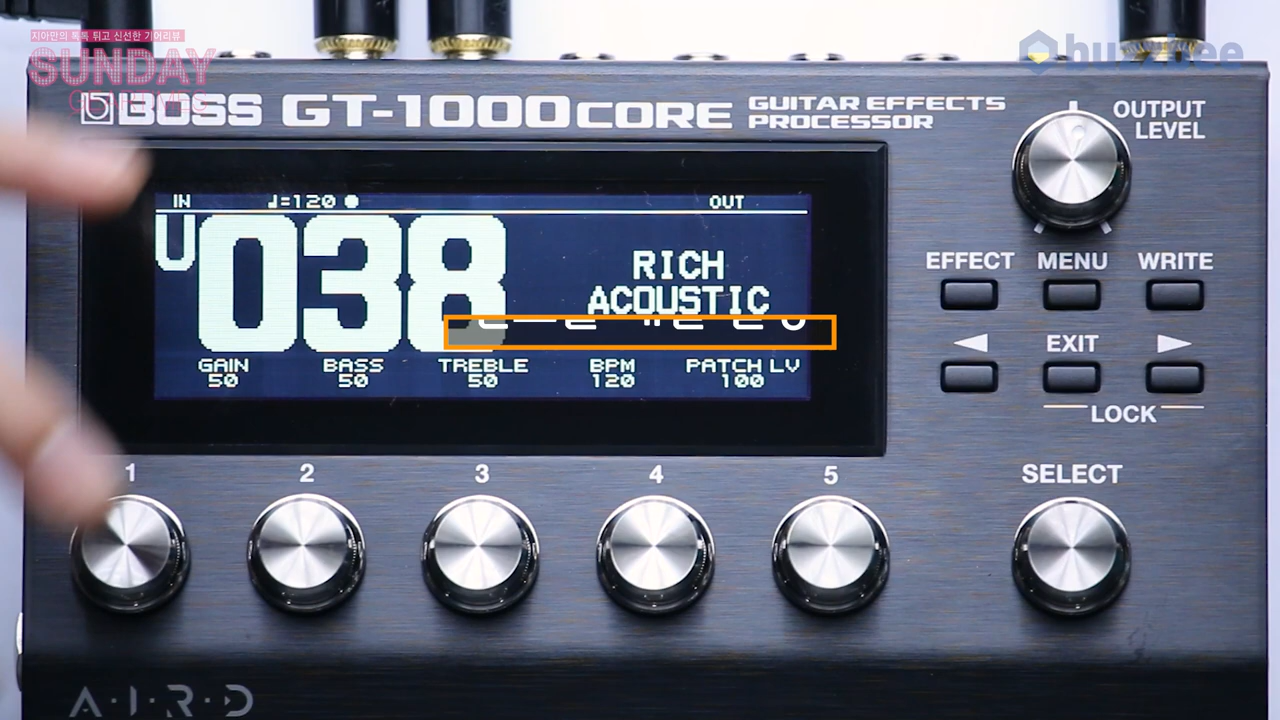 지아만의 톡톡 튀고 신선한 기어리뷰
SUNDAY
buzzbee
BOSS GT-1000CORE GUITAR EFFECTS PROCESSOR
OUTPUT LEVEL
IN ♩=120 OUT
U038
RICH
ACOUSTIC
GAIN BASS TREBLE BPM PATCH LV
50 50 50 120 100
EFFECT MENU WRITE
EXIT
LOCK
1 2 3 4 5 SELECT
A·I·R·D